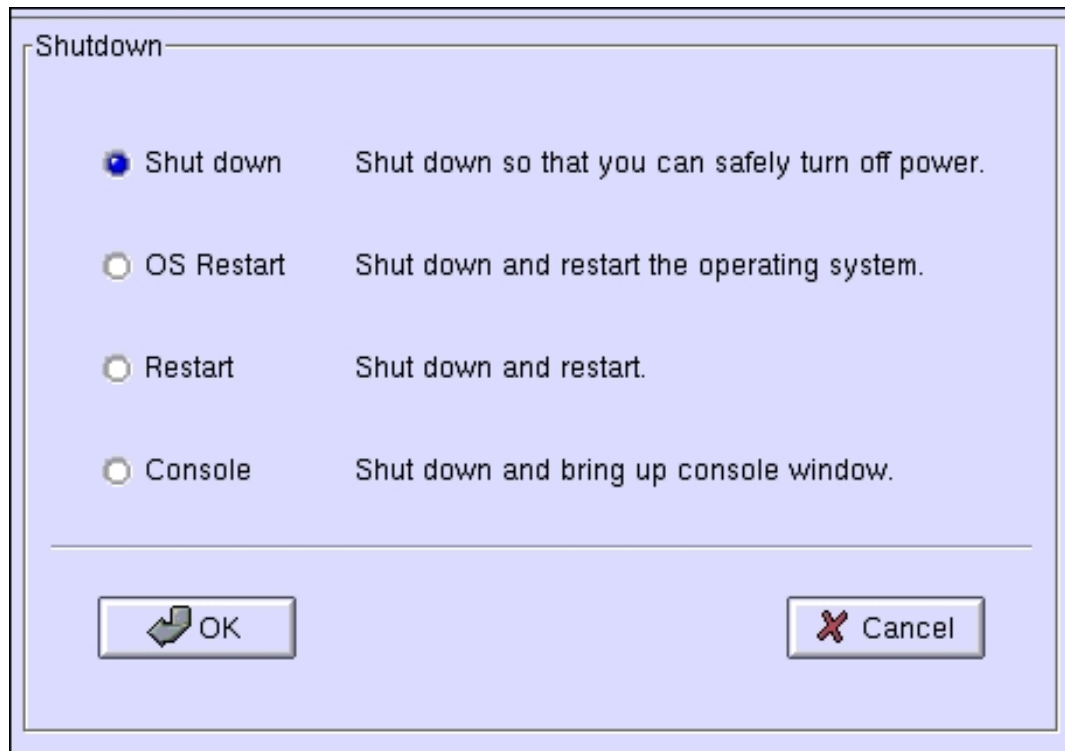 Shutdown
Shut down Shut down so that you can safely turn off power.
OS Restart Shut down and restart the operating system.
Restart Shut down and restart.
Console Shut down and bring up console window.
OK Cancel